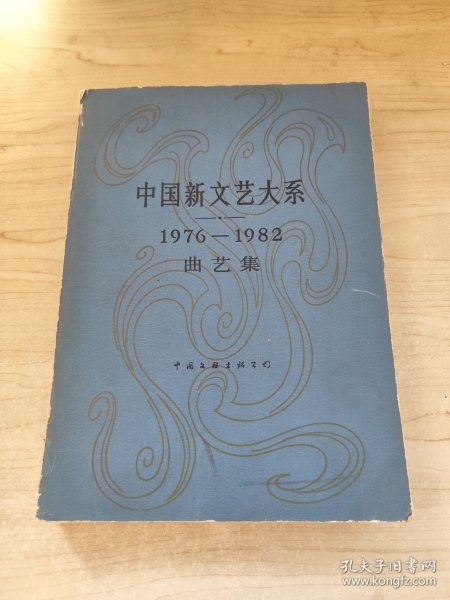 中国新文艺大系
1976—1982
曲艺集
中国文联出版公司
孔夫子旧书网
www.kongfz.com